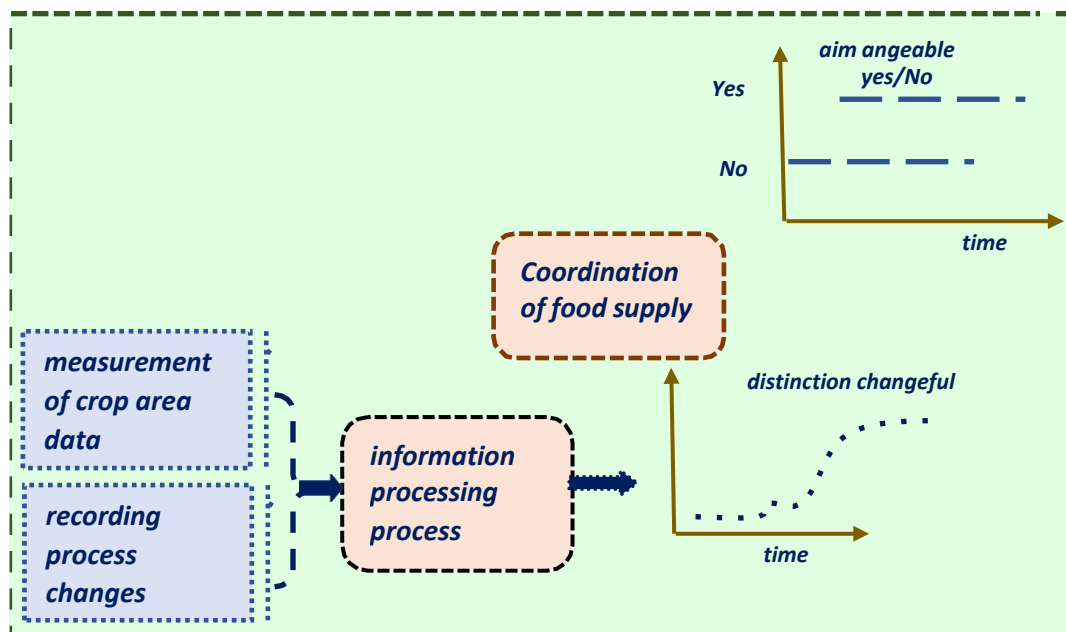 aim angeable
yes/No
Yes
No
time
Coordination
of food supply
measurement
of crop area
data
recording
process
changes
information
processing
process
distinction changeful
time